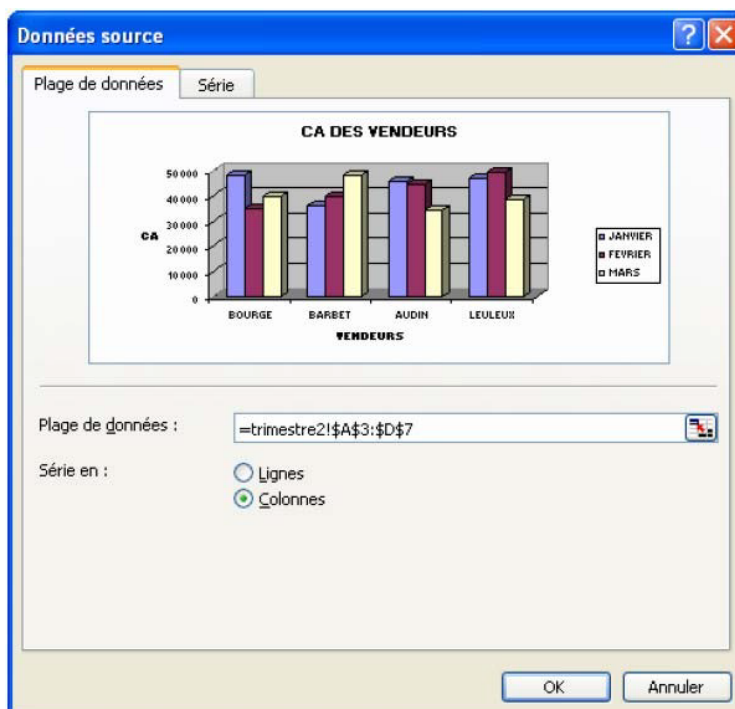 Données source
Plage de données Série
CA DES VENDEURS
50 000
40 000
30 000
20 000
10 000
0
CA
BOURGE BARBET AUDIN LEULEUX
VENDEURS
JANVIER
FEVRIER
MARS
Plage de données : =trimestre2!$A$3:$D$7
Série en : Lignes
Colonnes
OK Annuler